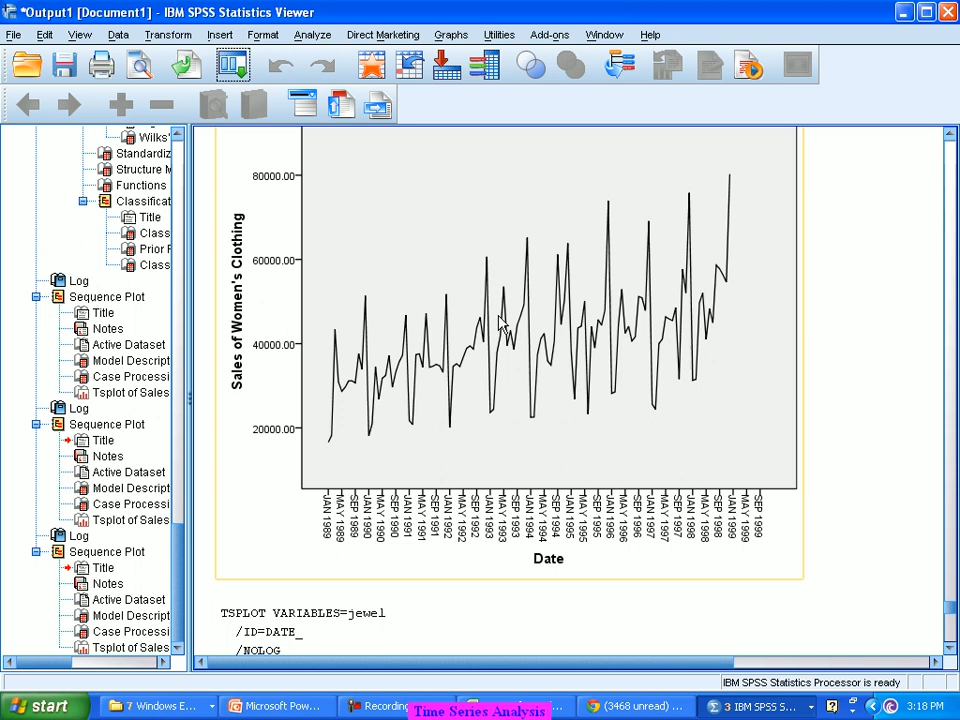 *Output1 [Document1] - IBM SPSS Statistics Viewer
File Edit View Data Transform Insert Format Analyze Direct Marketing Graphs Utilities Add-ons Window Help
Wilks'
Standardiz
Structure M
Functions
Classificat
Title
Class
Prior F
Class
Log
Sequence Plot
Title
Notes
Active Dataset
Model Descript
Case Processi
Tsplot of Sales
Log
Sequence Plot
Title
Notes
Active Dataset
Model Descript
Case Processi
Tsplot of Sales
Log
Sequence Plot
Title
Notes
Active Dataset
Model Descript
Case Processi
Tsplot of Sales
Sales of Women's Clothing
80000.00
60000.00
40000.00
20000.00
JAN 1989
MAY 1989
SEP 1989
JAN 1990
MAY 1990
SEP 1990
JAN 1991
MAY 1991
SEP 1991
JAN 1992
MAY 1992
SEP 1992
JAN 1993
MAY 1993
SEP 1993
JAN 1994
MAY 1994
SEP 1994
JAN 1995
MAY 1995
SEP 1995
JAN 1996
MAY 1996
SEP 1996
JAN 1997
MAY 1997
SEP 1997
JAN 1998
MAY 1998
SEP 1998
JAN 1999
MAY 1999
SEP 1999
Date
TSPLOT VARIABLES=jewel
/ID=DATE_
/NOLOG
IBM SPSS Statistics Processor is ready
start
7 Windows E...
Microsoft Pow...
Recording
(3468 unread) ...
3 IBM SPSS S...
3:18 PM
Time Series Analysis